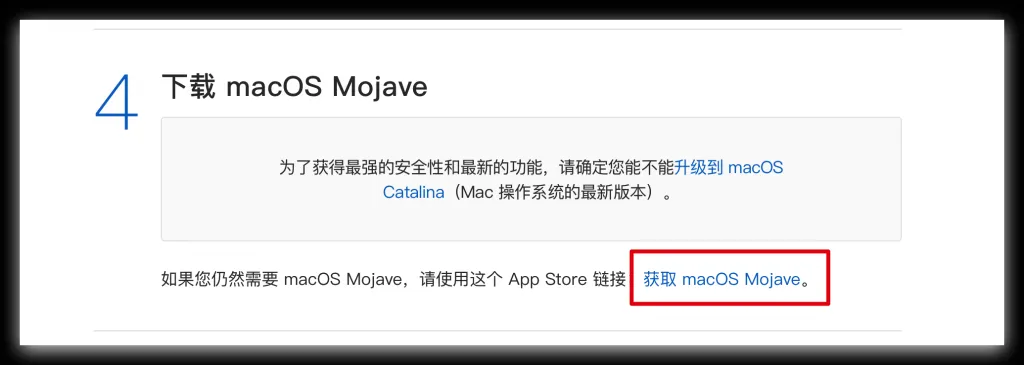 4
下载 macOS Mojave
为了获得最强的安全性和最新的功能，请确定您能不能升级到 macOS
Catalina（Mac 操作系统的最新版本）。
如果您仍然需要 macOS Mojave，请使用这个 App Store 链接 获取 macOS Mojave。